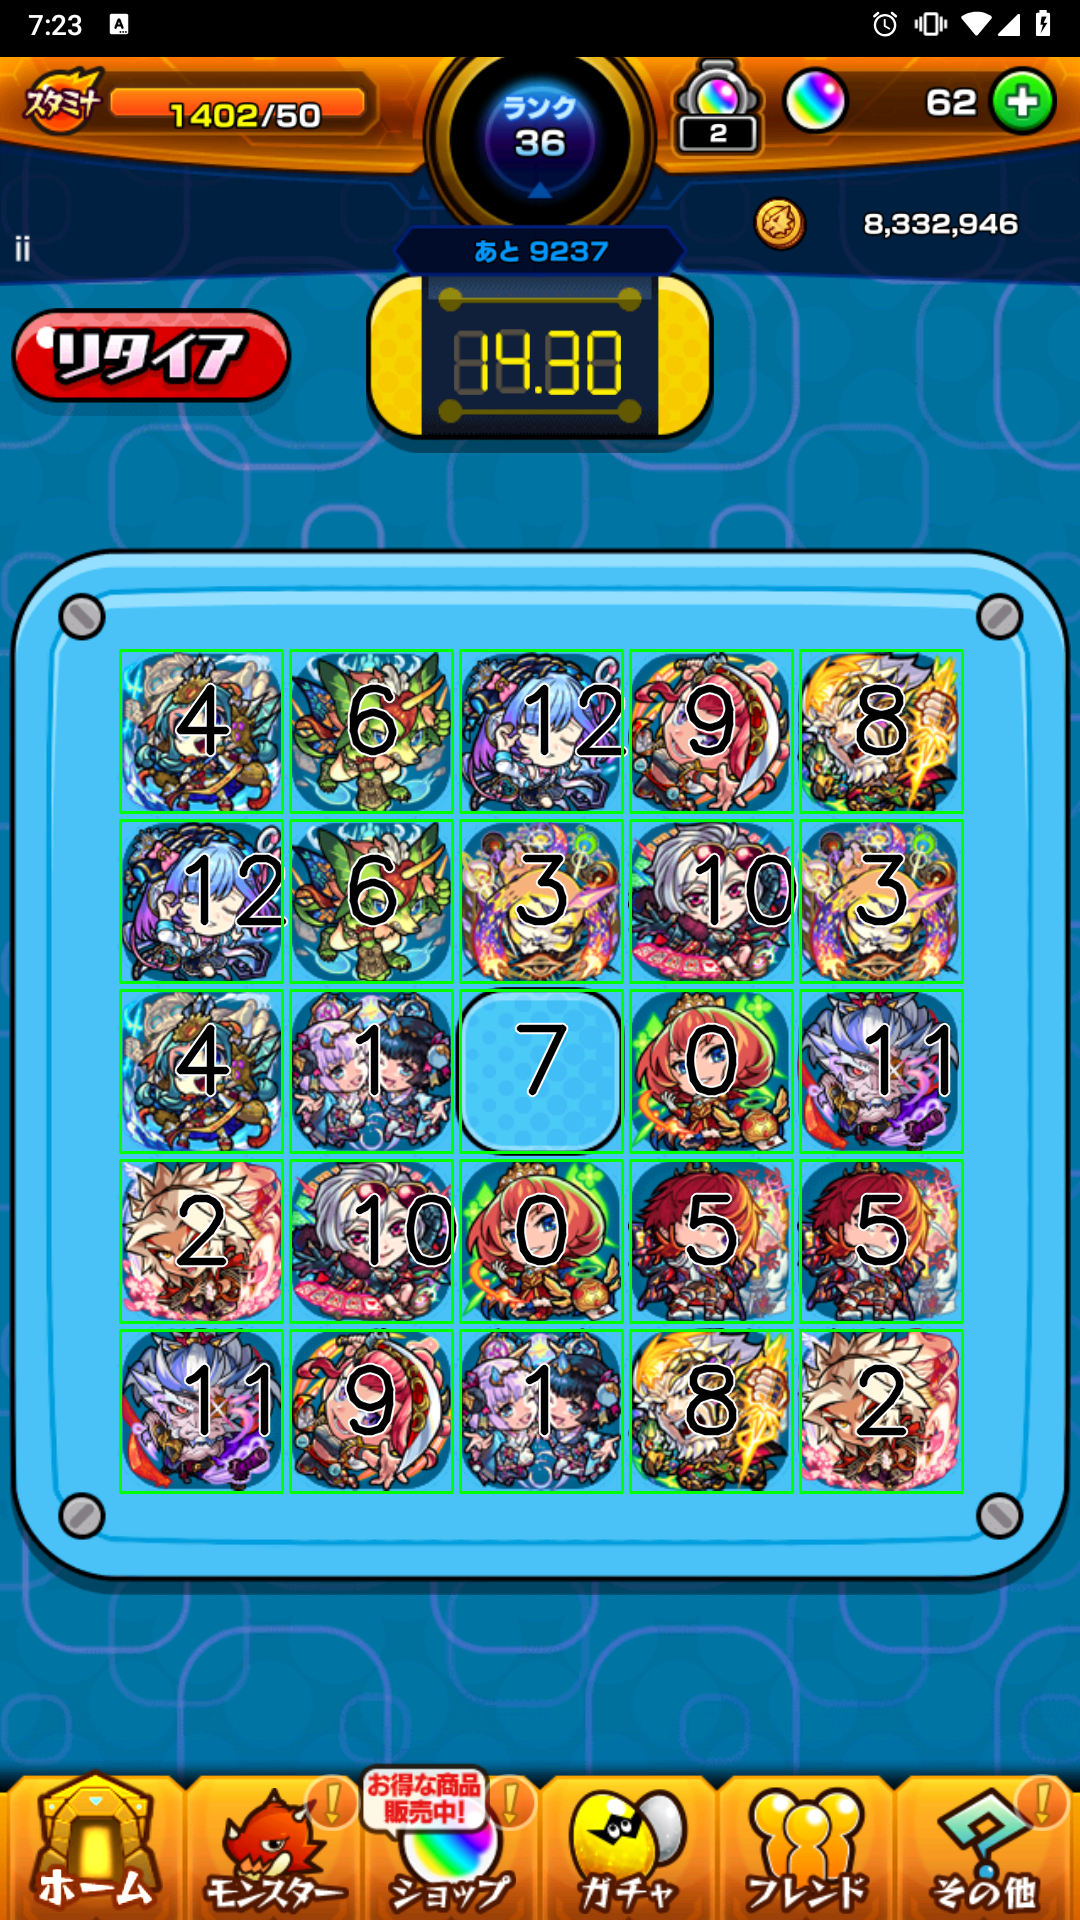 7:23
A
スタミナ
1402/50
ランク
36
2
62
ii
8,332,946
あと 9237
リタイア
14.30
4 6 12 9 8
12 6 3 10 3
4 1 7 0 11
2 10 0 5 5
11 9 1 8 2
お得な商品
販売中!
ホーム
モンスター
ショップ
ガチャ
フレンド
その他